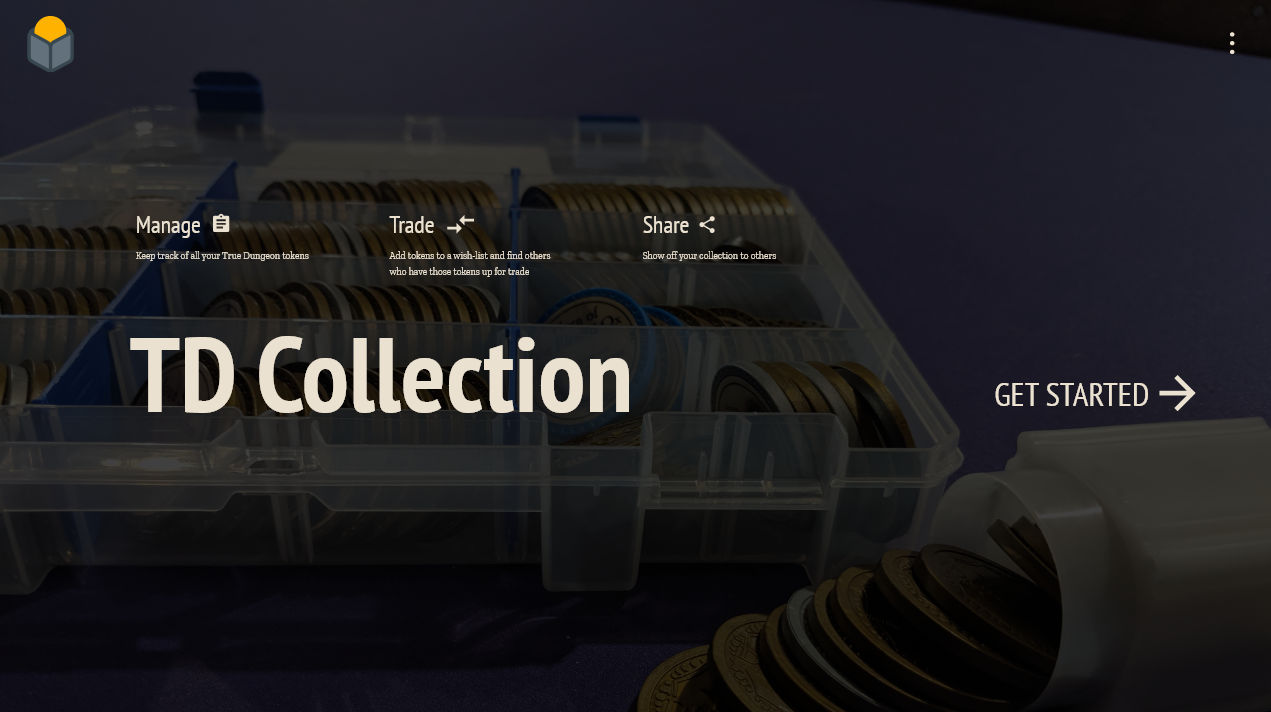 Manage
Keep track of all your True Dungeon tokens
Trade
Add tokens to a wish-list and find others
who have those tokens up for trade
Share
Show off your collection to others
TD Collection
GET STARTED